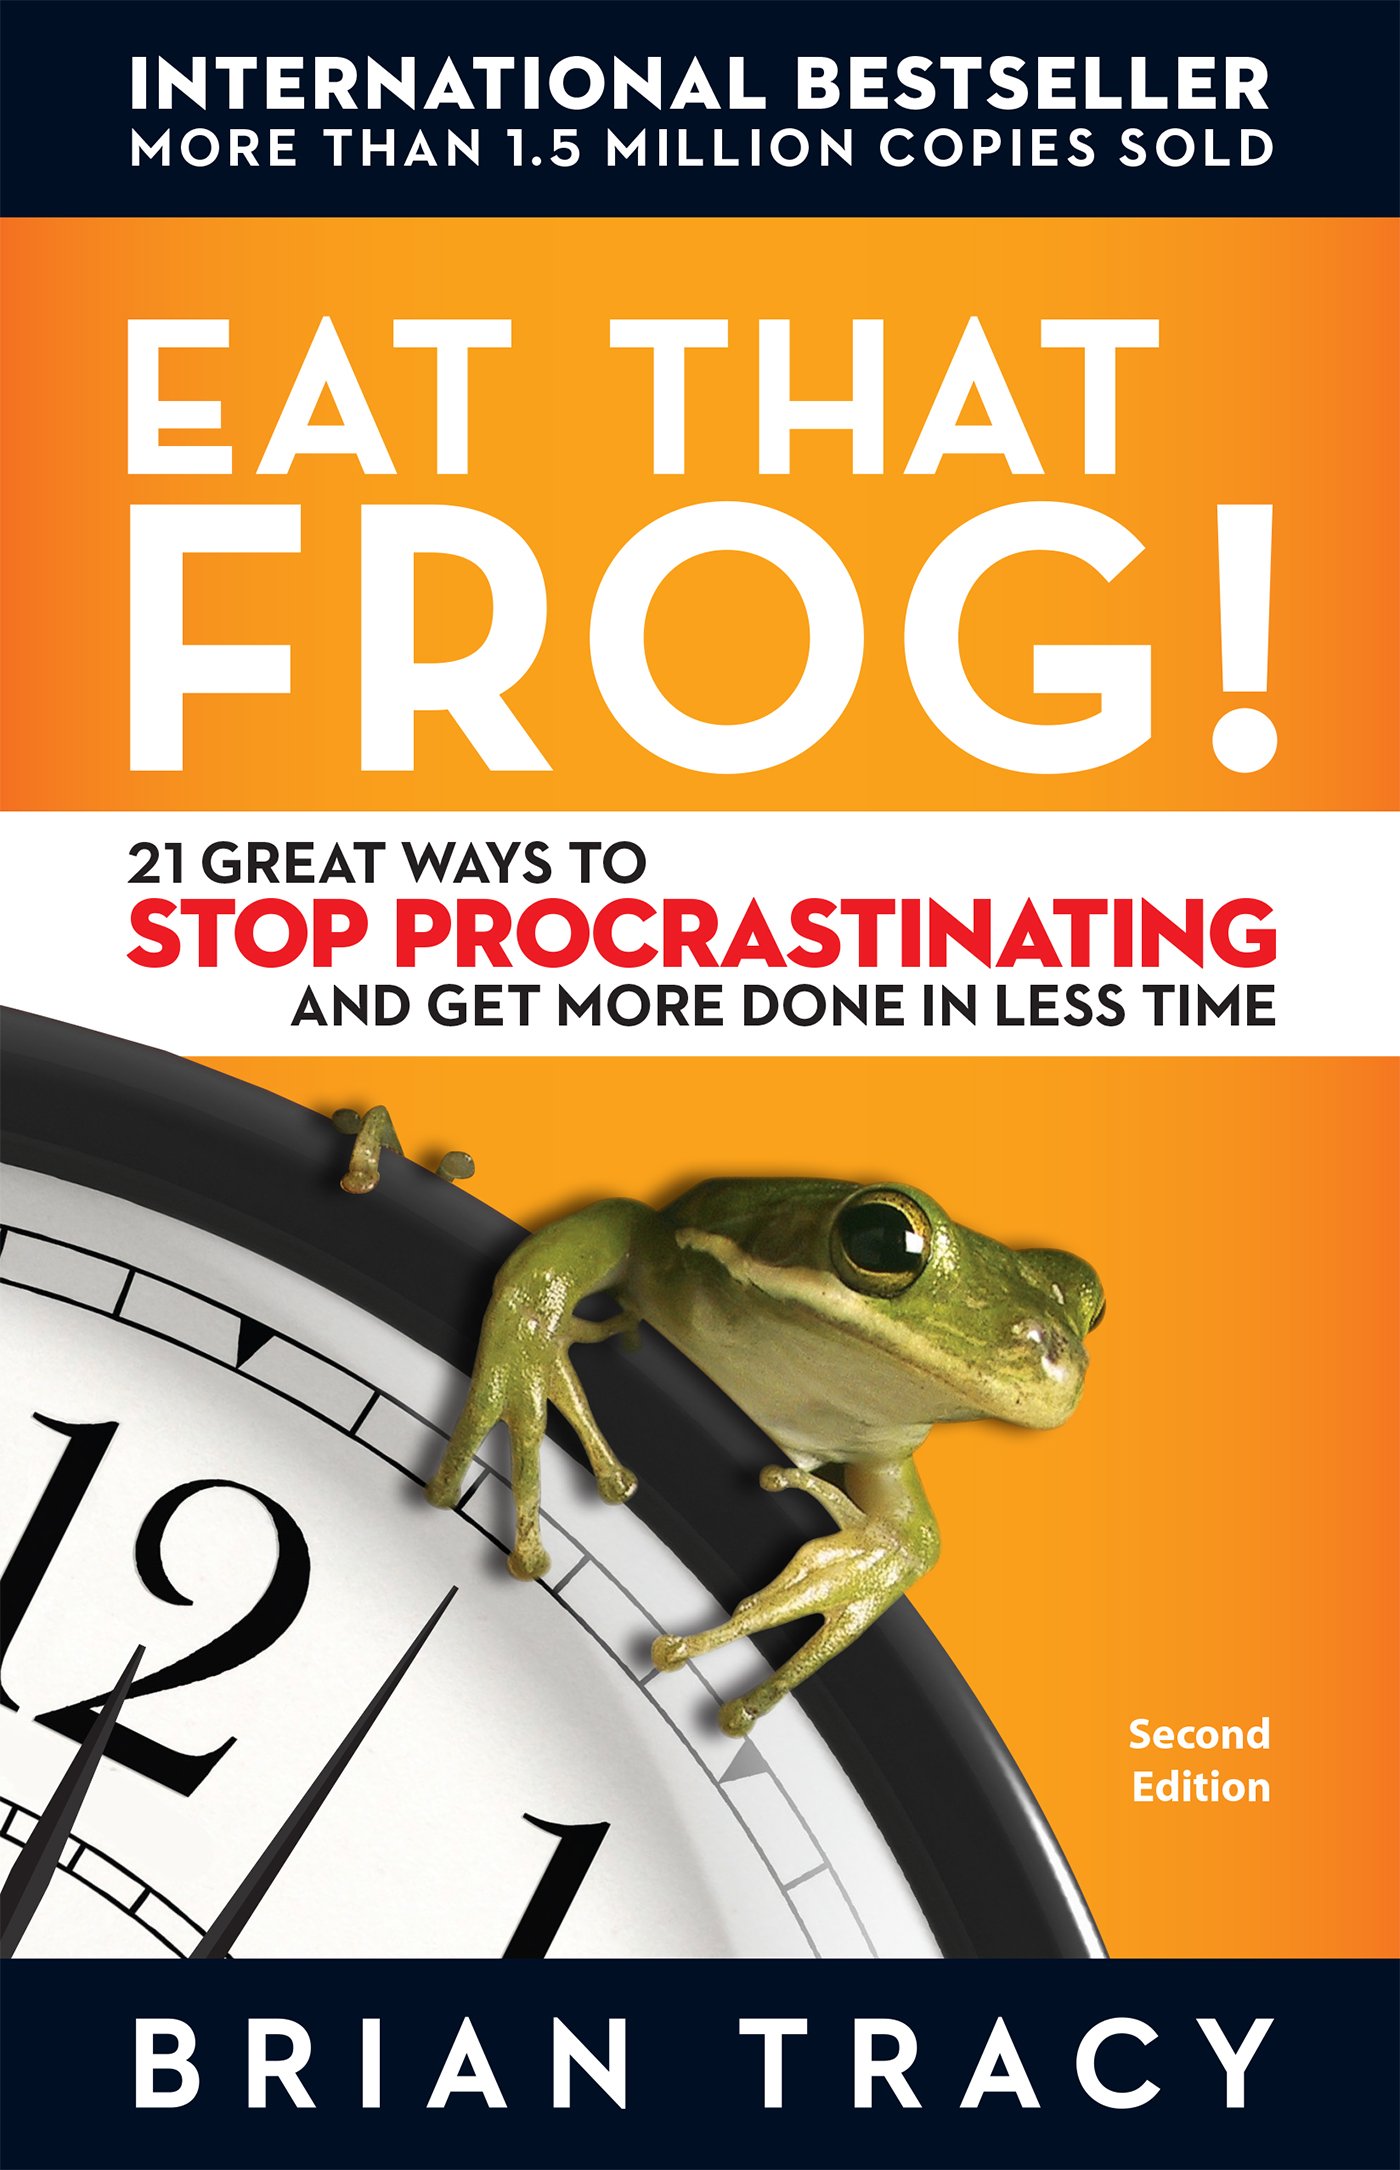 INTERNATIONAL BESTSELLER
MORE THAN 1.5 MILLION COPIES SOLD
EAT THAT
FROG!
21 GREAT WAYS TO
STOP PROCRASTINATING
AND GET MORE DONE IN LESS TIME
12
1
Second
Edition
BRIAN TRACY